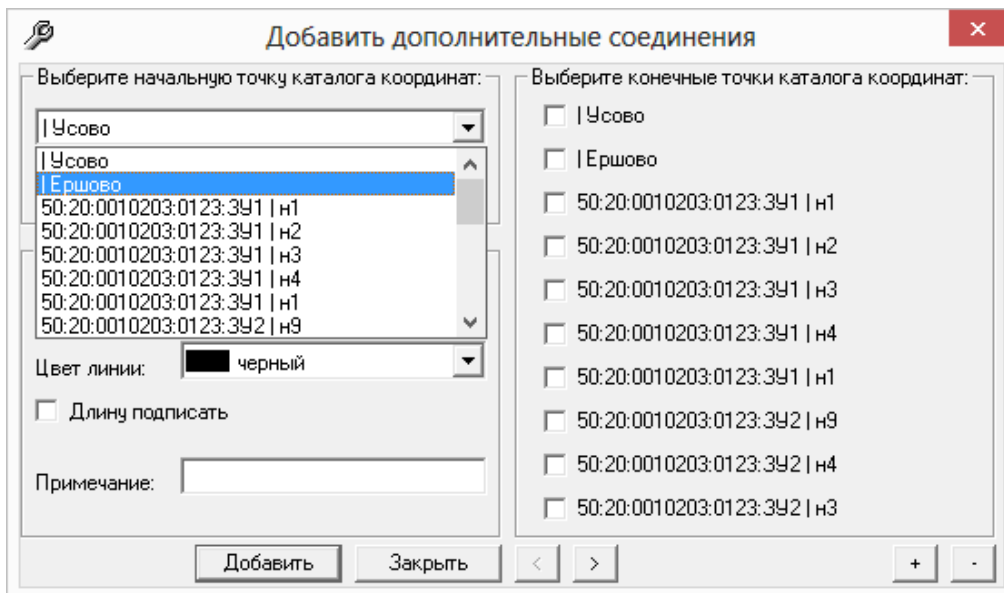 Добавить дополнительные соединения
Выберите начальную точку каталога координат:
| Усово
| Усово
| Ершово
50:20:0010203:0123:ЗУ1 | н1
50:20:0010203:0123:ЗУ1 | н2
50:20:0010203:0123:ЗУ1 | н3
50:20:0010203:0123:ЗУ1 | н4
50:20:0010203:0123:ЗУ1 | н1
50:20:0010203:0123:ЗУ2 | н9
Цвет линии:
черный
Длину подписать
Примечание:
Добавить
Закрыть
Выберите конечные точки каталога координат:
| Усово
| Ершово
50:20:0010203:0123:ЗУ1 | н1
50:20:0010203:0123:ЗУ1 | н2
50:20:0010203:0123:ЗУ1 | н3
50:20:0010203:0123:ЗУ1 | н4
50:20:0010203:0123:ЗУ1 | н1
50:20:0010203:0123:ЗУ2 | н9
50:20:0010203:0123:ЗУ2 | н4
50:20:0010203:0123:ЗУ2 | н3
< > + -